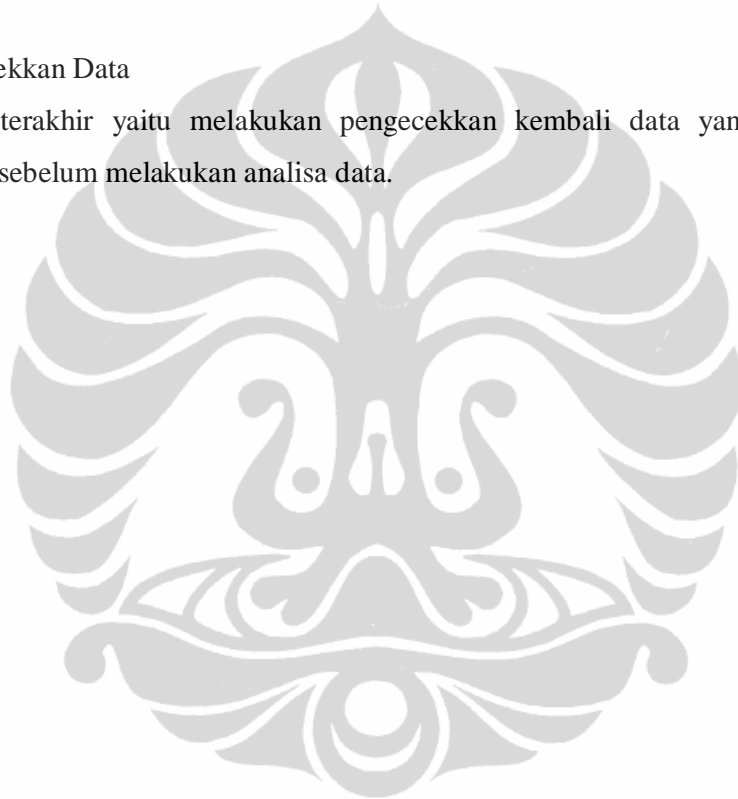 ekkan Data
terakhir yaitu melakukan pengecekkan kembali data yan
sebelum melakukan analisa data.